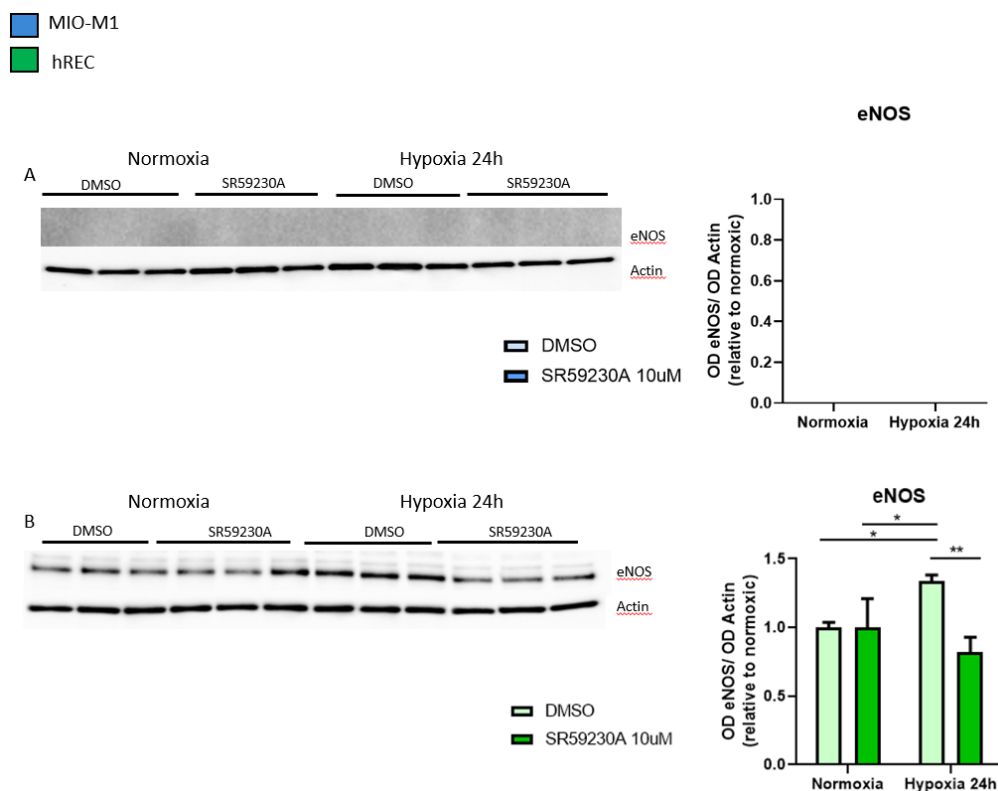 MIO-M1
hREC
eNOS
A
Normoxia
Hypoxia 24h
DMSO
SR59230A
DMSO
SR59230A
eNOS
Actin
DMSO
SR59230A 10uM
OD eNOS/ OD Actin
(relative to normoxic)
1.0
0.8
0.6
0.4
0.2
0.0
Normoxia
Hypoxia 24h
B
Normoxia
Hypoxia 24h
DMSO
SR59230A
DMSO
SR59230A
eNOS
Actin
DMSO
SR59230A 10uM
eNOS
*
*
**
OD eNOS/ OD Actin
(relative to normoxic)
1.5
1.0
0.5
0.0
Normoxia
Hypoxia 24h